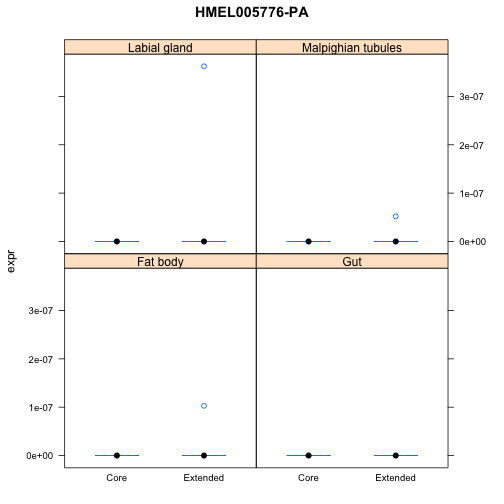 HMEL005776-PA
Labial gland
Malpighian tubules
3e-07
2e-07
1e-07
0e+00
expr
Fat body
Gut
3e-07
2e-07
1e-07
0e+00
Core
Extended
Core
Extended